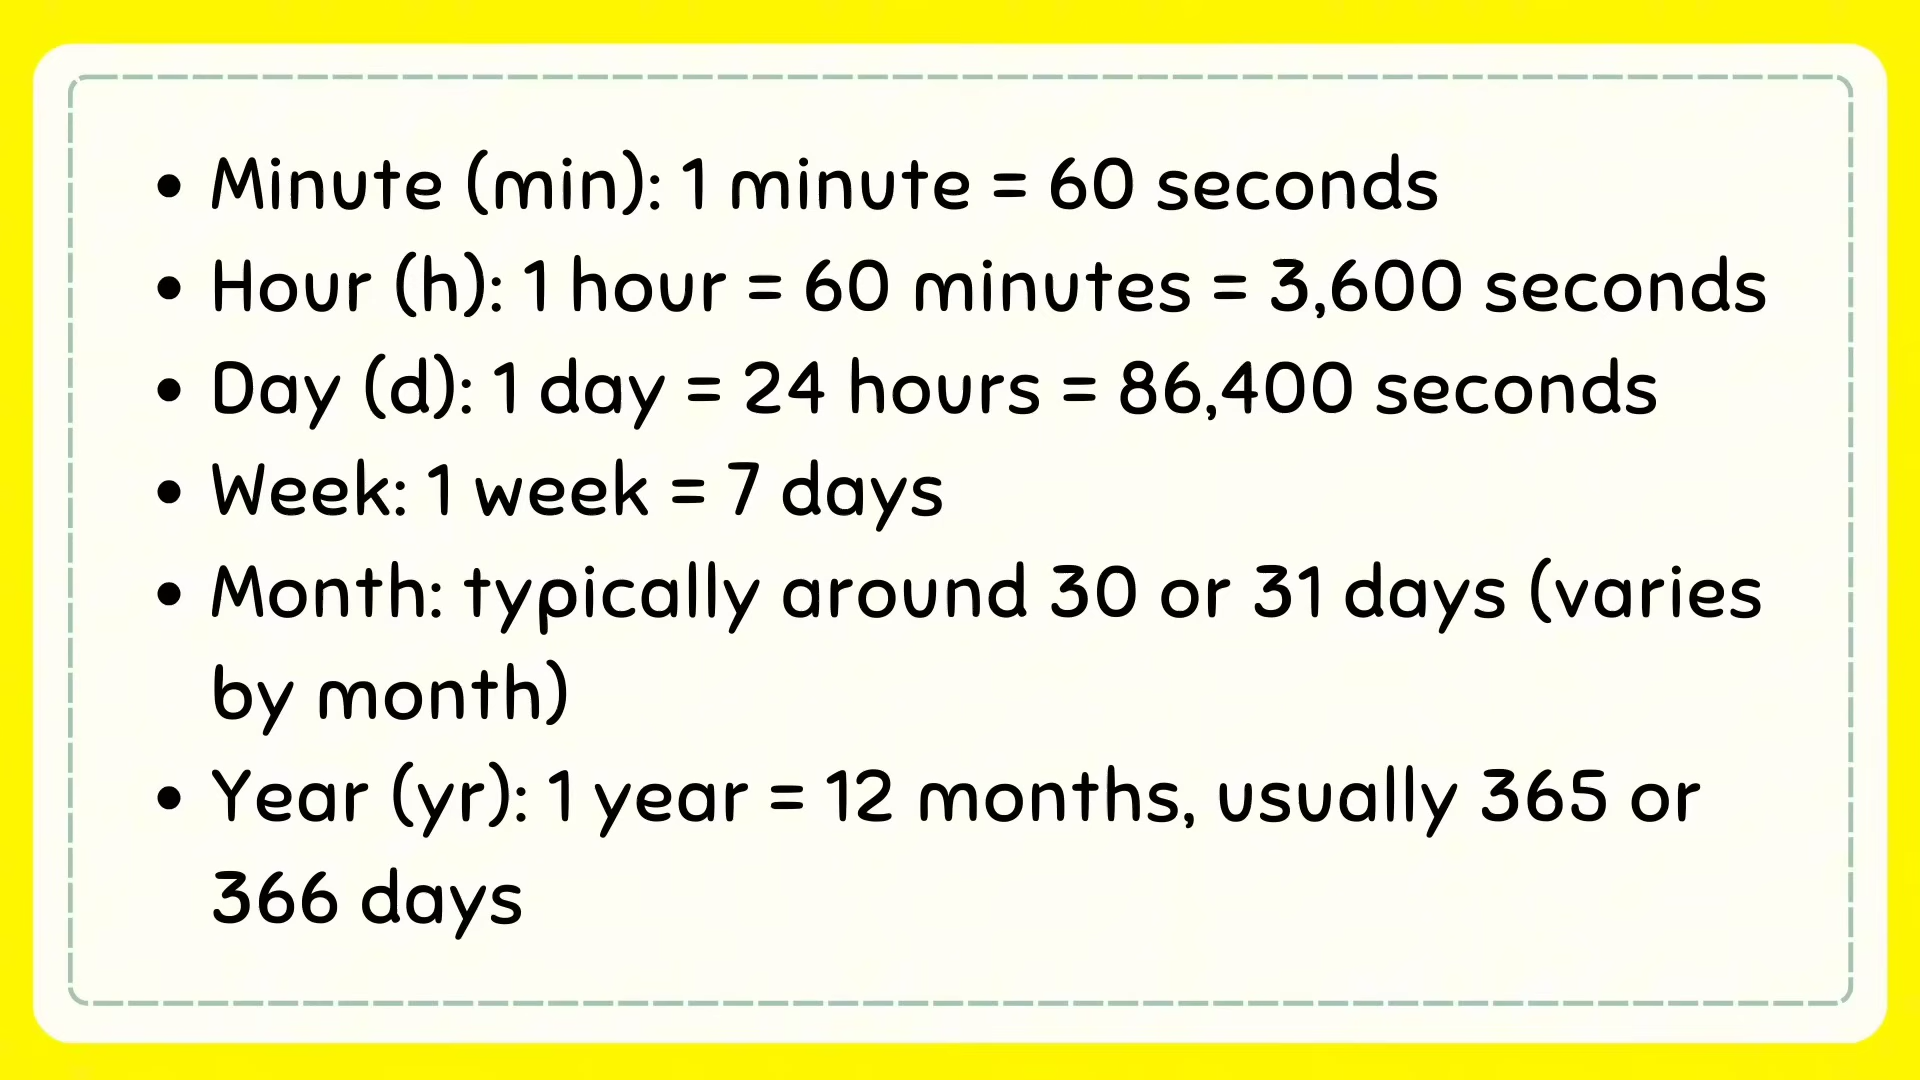 • Minute (min): 1 minute = 60 seconds
• Hour (h): 1 hour = 60 minutes = 3,600 seconds
• Day (d): 1 day = 24 hours = 86,400 seconds
• Week: 1 week = 7 days
• Month: typically around 30 or 31 days (varies
by month)
• Year (yr): 1 year = 12 months, usually 365 or
366 days